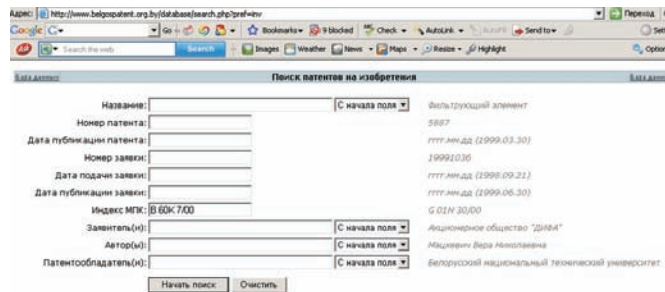 Адрес: http://www.belgospatent.org.by/database/search.php?pref=inv Переход
Google G Go Bookmarks 9 blocked Check AutoLink Send to
Search the web Search Images Weather News Maps Resize Highlight Option
База данных Поиск патентов на изобретения
Название: С начала поля Фильтрующий элемент
Номер патента: 5887
Дата публикации патента: гггг.мм.дд (1999.03.30)
Номер заявки: 19991036
Дата подачи заявки: гггг.мм.дд (1998.09.21)
Дата публикации заявки: гггг.мм.дд (1999.06.30)
Индекс МПК: B 60K 7/00 G 01N 30/00
Заявитель(и): С начала поля Акционерное общество "ДИВА"
Автор(ы): С начала поля Мацкевич Вера Николаевна
Патентообладатель(и): С начала поля Белорусский национальный технический университет
Начать поиск Очистить